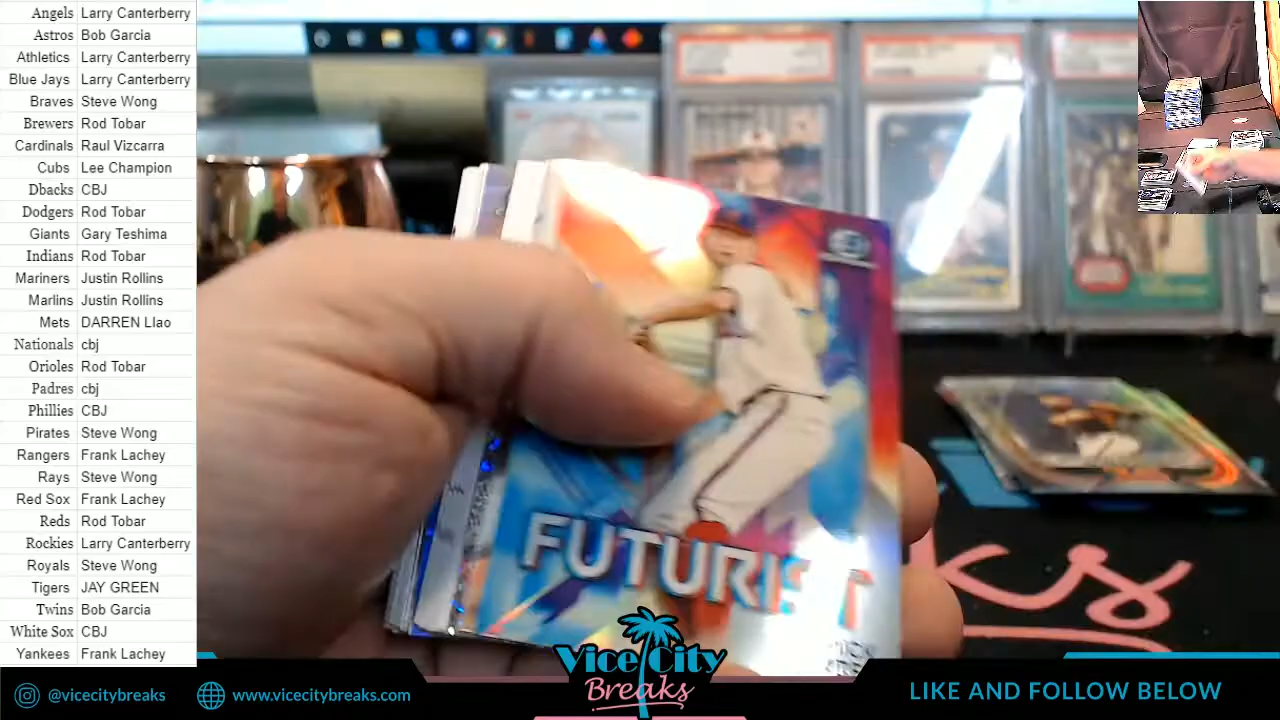 Angels Larry Canterberry
Astros Bob Garcia
Athletics Larry Canterberry
Blue Jays Larry Canterberry
Braves Steve Wong
Brewers Rod Tobar
Cardinals Raul Vizcarra
Cubs Lee Champion
Dbacks CBJ
Dodgers Rod Tobar
Giants Gary Teshima
Indians Rod Tobar
Mariners Justin Rollins
Marlins Justin Rollins
Mets DARREN LIao
Nationals cbj
Orioles Rod Tobar
Padres cbj
Phillies CBJ
Pirates Steve Wong
Rangers Frank Lachey
Rays Steve Wong
Red Sox Frank Lachey
Reds Rod Tobar
Rockies Larry Canterberry
Royals Steve Wong
Tigers JAY GREEN
Twins Bob Garcia
White Sox CBJ
Yankees Frank Lachey
FUTURIST
Vice City
Breaks
@vicecitybreaks
www.vicecitybreaks.com
LIKE AND FOLLOW BELOW